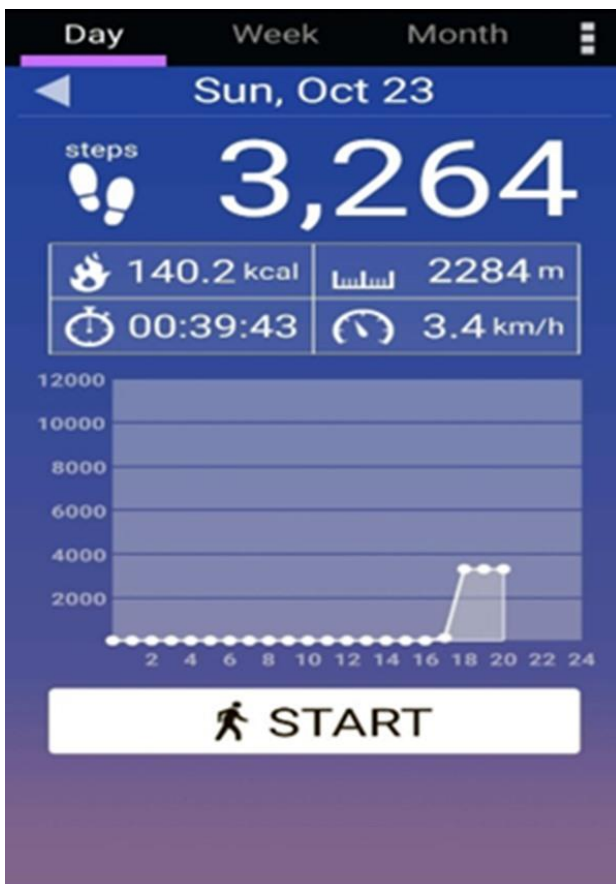 Day Week Month
Sun, Oct 23
steps
3,264
140.2 kcal 2284 m
00:39:43 3.4 km/h
12000
10000
8000
6000
4000
2000
2 4 6 8 10 12 14 16 18 20 22 24
START